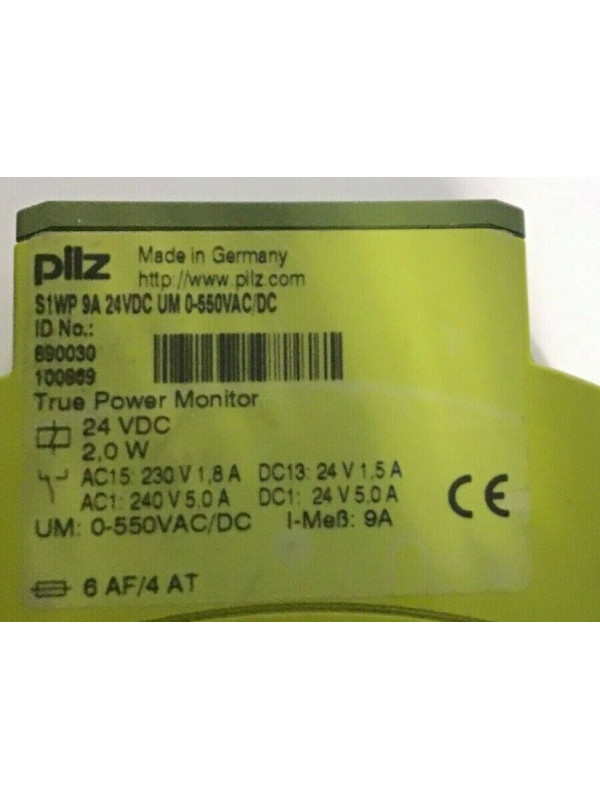 pilz
Made in Germany
http://www.pilz.com
S1WP 9A 24VDC UM 0-550VAC/DC
ID No.:
890030
100869
True Power Monitor
24 VDC
2,0 W
AC15: 230 V 1,8 A DC13: 24 V 1,5 A
AC1: 240 V 5,0 A DC1: 24 V 5,0 A
CE
UM: 0-550VAC/DC I-Meß: 9A
6 AF/4 AT